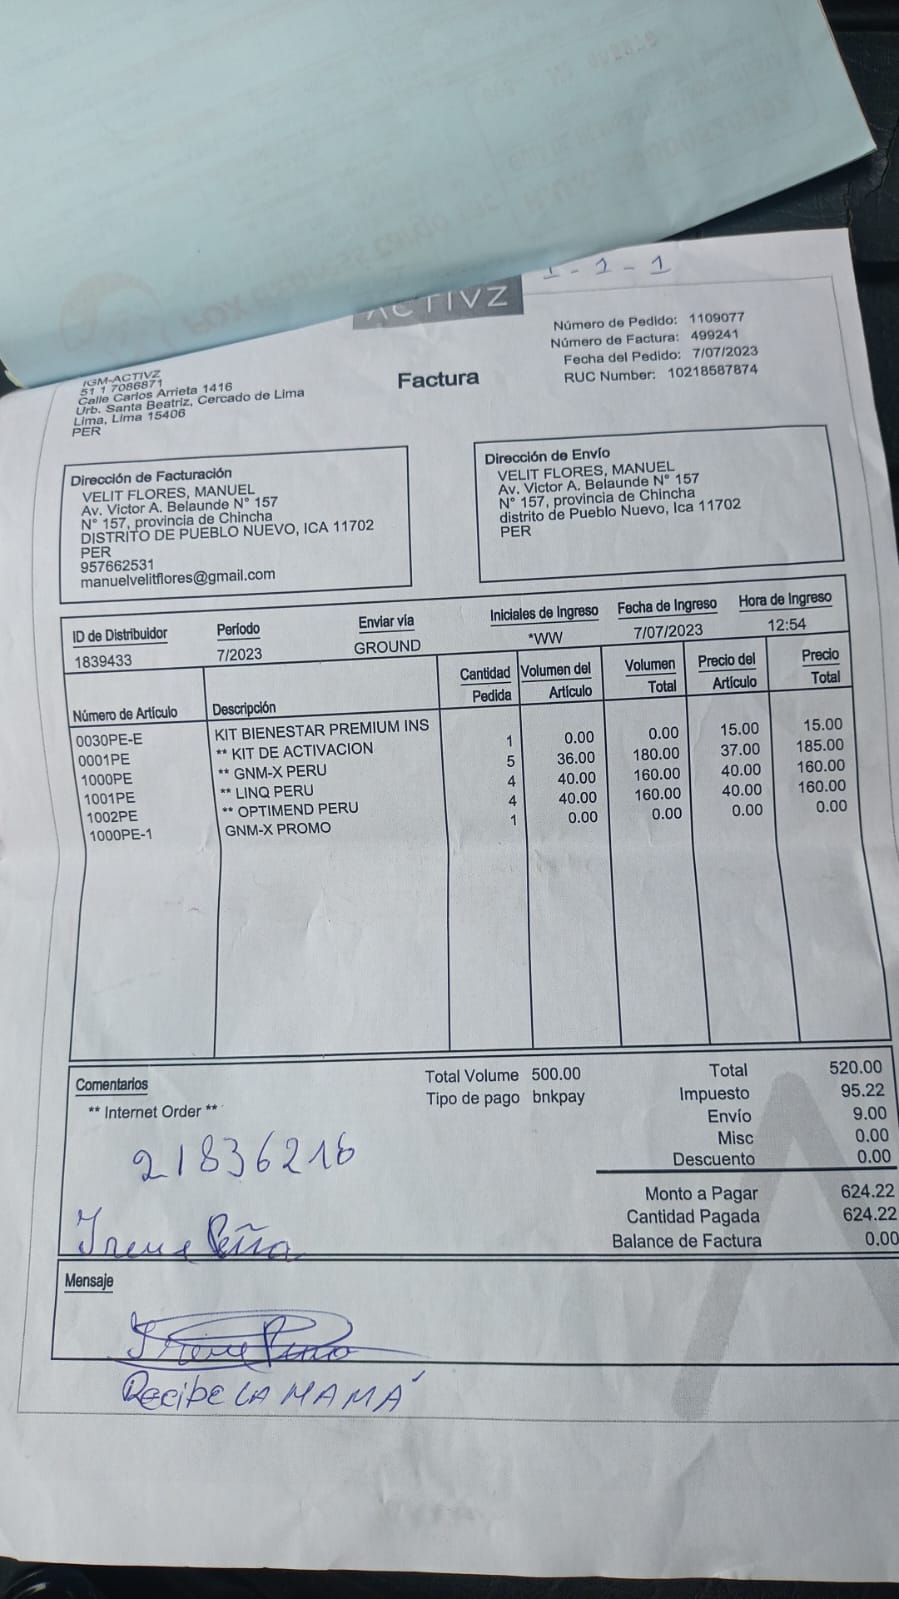 1 - 1 - 1
ACTIVZ
Número de Pedido: 1109077
Número de Factura: 499241
Fecha del Pedido: 7/07/2023
RUC Number: 10218587874
Factura
IGM-ACTIVZ
51 1 7086871
Calle Carlos Arrieta 1416
Urb. Santa Beatriz, Cercado de Lima
Lima, Lima 15406
PER
Dirección de Facturación
VELIT FLORES, MANUEL
Av. Victor A. Belaunde N° 157
N° 157, provincia de Chincha
DISTRITO DE PUEBLO NUEVO, ICA 11702
PER
957662531
manuelvelitflores@gmail.com
Dirección de Envío
VELIT FLORES, MANUEL
Av. Victor A. Belaunde N° 157
N° 157, provincia de Chincha
distrito de Pueblo Nuevo, Ica 11702
PER
ID de Distribuidor Período Enviar via Iniciales de Ingreso Fecha de Ingreso Hora de Ingreso
1839433 7/2023 GROUND *WW 7/07/2023 12:54
Número de Artículo Descripción Cantidad Pedida Volumen del Artículo Volumen Total Precio del Artículo Precio Total
0030PE-E KIT BIENESTAR PREMIUM INS 1 0.00 0.00 15.00 15.00
0001PE ** KIT DE ACTIVACION 5 36.00 180.00 37.00 185.00
1000PE ** GNM-X PERU 4 40.00 160.00 40.00 160.00
1001PE ** LINQ PERU 4 40.00 160.00 40.00 160.00
1002PE ** OPTIMEND PERU 1 0.00 0.00 0.00 0.00
1000PE-1 GNM-X PROMO
Comentarios
** Internet Order **
Total Volume 500.00
Tipo de pago bnkpay
Total 520.00
Impuesto 95.22
Envío 9.00
Misc 0.00
Descuento 0.00
Monto a Pagar 624.22
Cantidad Pagada 624.22
Balance de Factura 0.00
21836216
Irene Peña
Mensaje
Irene Peña
RECIBE LA MAMÁ